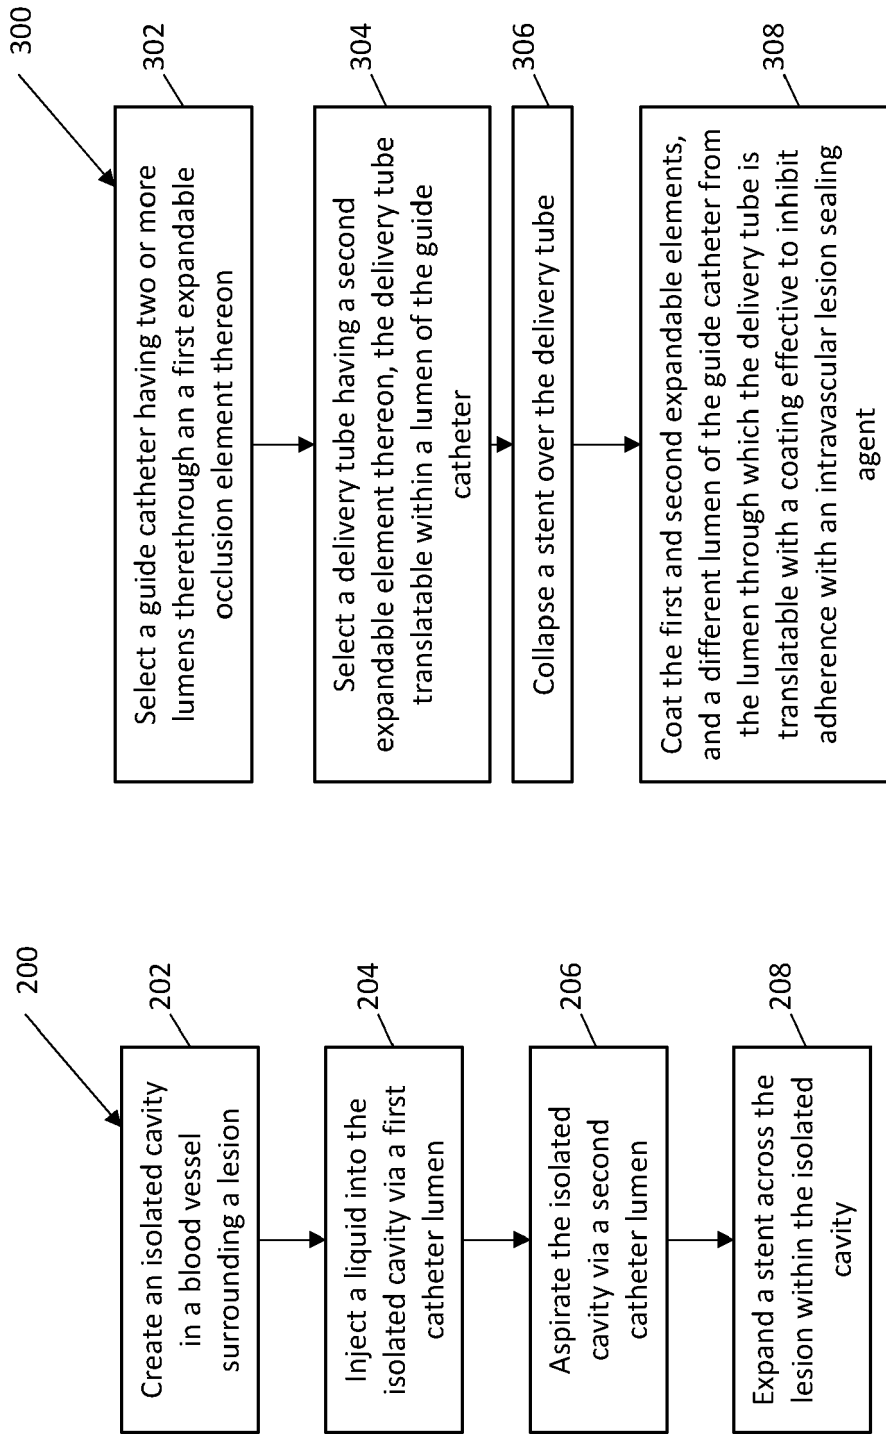 200
202
Create an isolated cavity
in a blood vessel
surrounding a lesion
204
Inject a liquid into the
isolated cavity via a first
catheter lumen
206
Aspirate the isolated
cavity via a second
catheter lumen
208
Expand a stent across the
lesion within the isolated
cavity
300
302
Select a guide catheter having two or more
lumens therethrough an a first expandable
occlusion element thereon
304
Select a delivery tube having a second
expandable element thereon, the delivery tube
translatable within a lumen of the guide
catheter
306
Collapse a stent over the delivery tube
308
Coat the first and second expandable elements,
and a different lumen of the guide catheter from
the lumen through which the delivery tube is
translatable with a coating effective to inhibit
adherence with an intravascular lesion sealing
agent